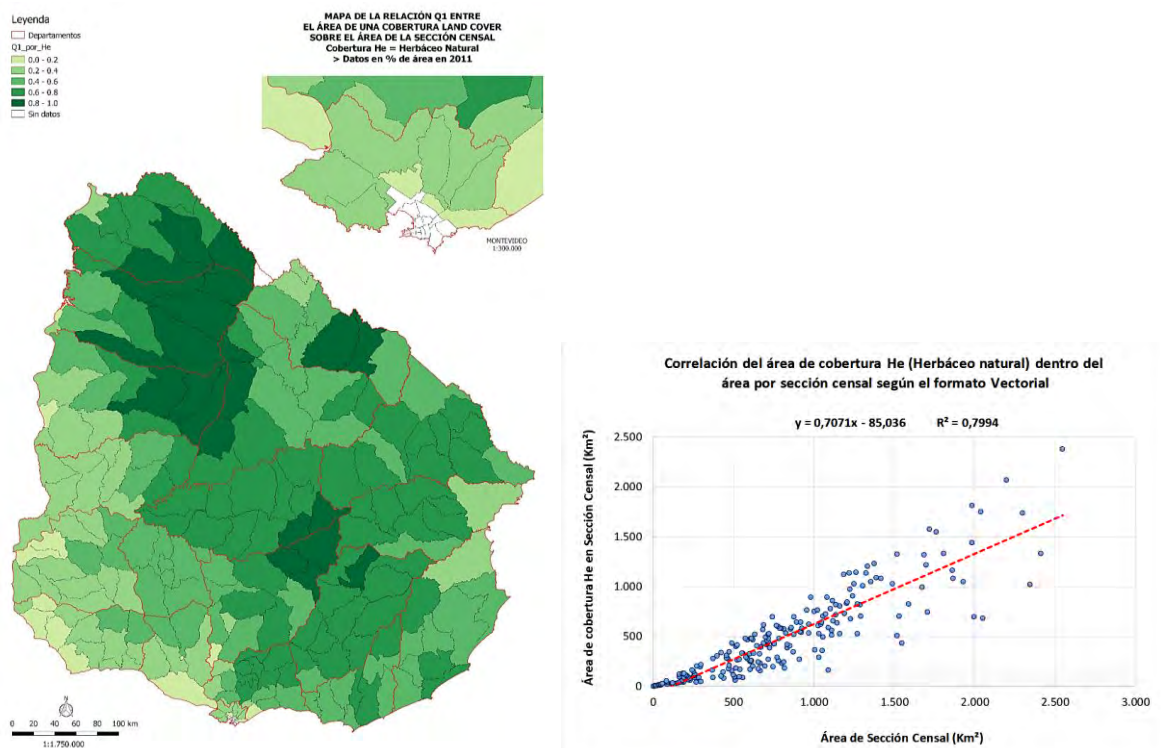 Leyenda
Departamentos
Q1_por_He
0.0 - 0.2
0.2 - 0.4
0.4 - 0.6
0.6 - 0.8
0.8 - 1.0
Sin datos
MAPA DE LA RELACIÓN Q1 ENTRE
EL ÁREA DE UNA COBERTURA LAND COVER
SOBRE EL ÁREA DE LA SECCIÓN CENSAL
Cobertura He = Herbáceo Natural
> Datos en % de área en 2011
MONTEVIDEO
1:300.000
N
0 20 40 60 80 100 km
1:1.750.000
Correlación del área de cobertura He (Herbáceo natural) dentro del
área por sección censal según el formato Vectorial
y = 0,7071x - 85,036 R² = 0,7994
Área de cobertura He en Sección Censal (Km²)
2.500
2.000
1.500
1.000
500
0
0 500 1.000 1.500 2.000 2.500 3.000
Área de Sección Censal (Km²)